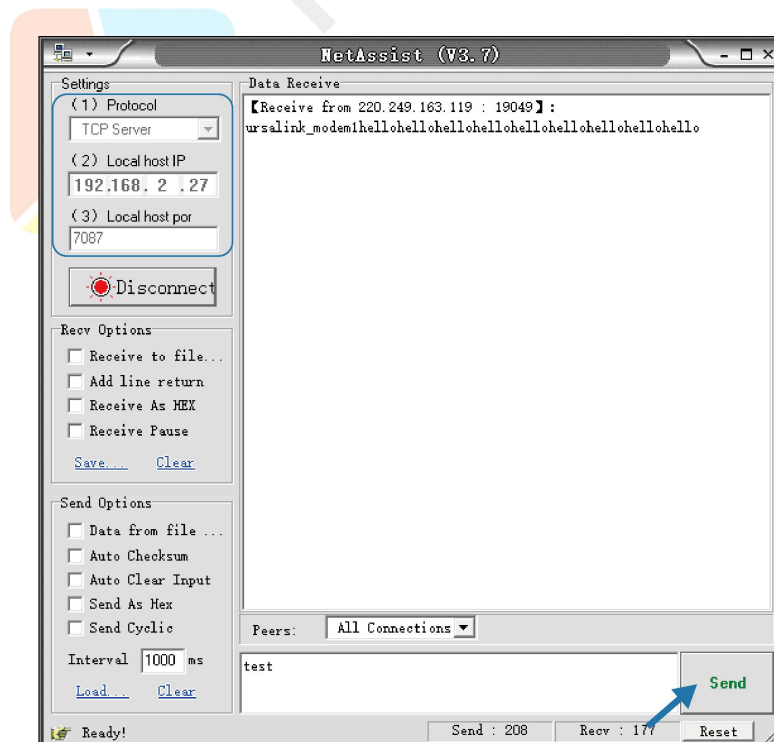 NetAssist (V3.7)
Settings
(1) Protocol
TCP Server
(2) Local host IP
192.168. 2 .27
(3) Local host por
7087
Disconnect
Recv Options
Receive to file...
Add line return
Receive As HEX
Receive Pause
Save... Clear
Send Options
Data from file ...
Auto Checksum
Auto Clear Input
Send As Hex
Send Cyclic
Interval 1000 ms
Load... Clear
Data Receive
【Receive from 220.249.163.119 : 19049】:
ursalink_modem1hellohellohellohellohellohellohellohellohello
Peers: All Connections
test
Send
Ready!
Send : 208 Recv : 177 Reset